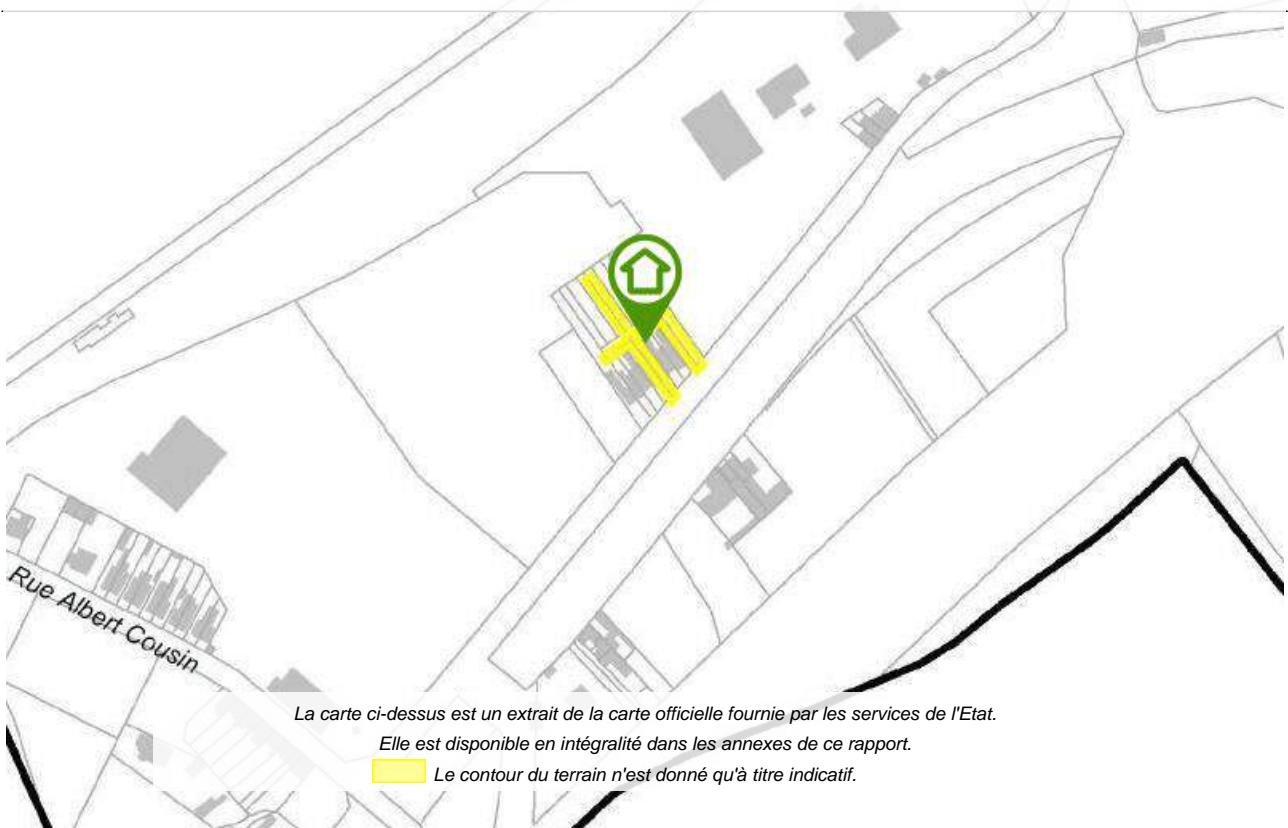 Rue Albert Cousin
La carte ci-dessus est un extrait de la carte officielle fournie par les services de l'Etat.
Elle est disponible en intégralité dans les annexes de ce rapport.
Le contour du terrain n'est donné qu'à titre indicatif.